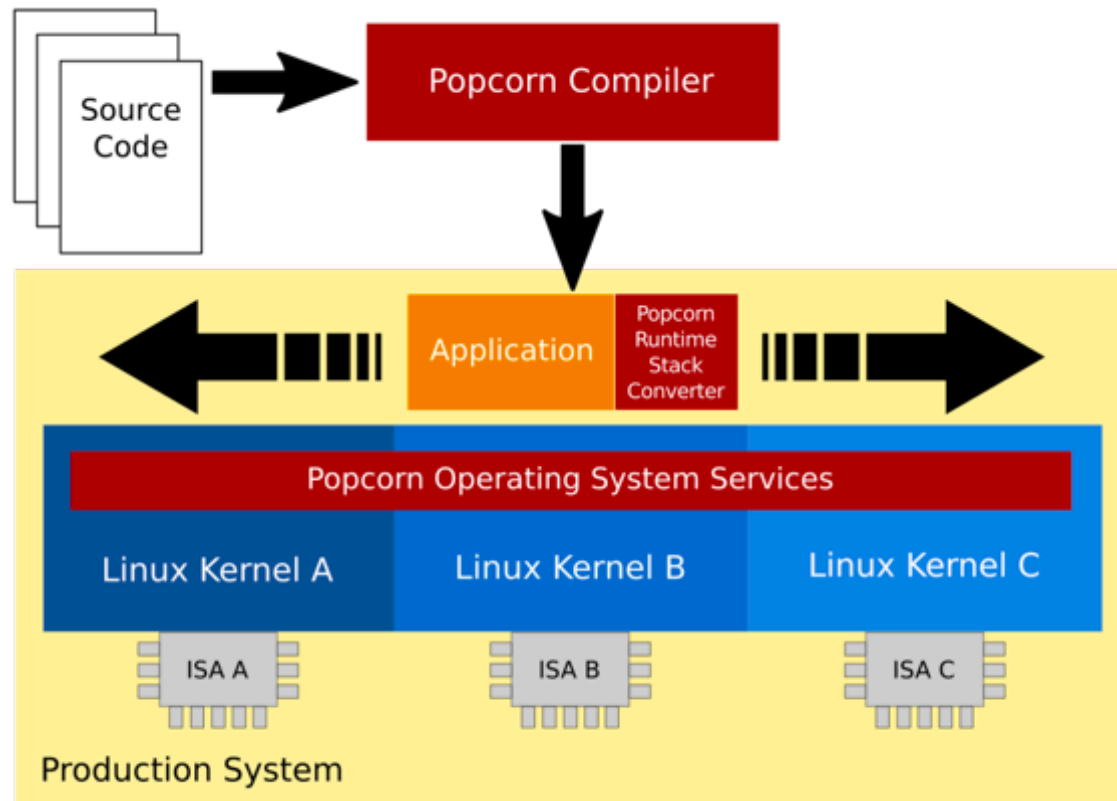 Source
Code
Popcorn Compiler
Application
Popcorn
Runtime
Stack
Converter
Popcorn Operating System Services
Linux Kernel A
Linux Kernel B
Linux Kernel C
ISA A
ISA B
ISA C
Production System